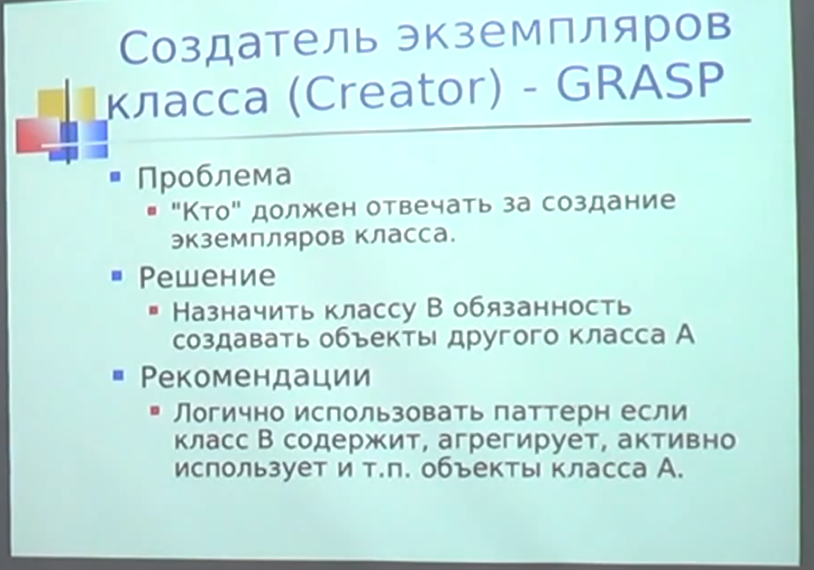 Создатель экземпляров
класса (Creator) - GRASP
Проблема
"Кто" должен отвечать за создание
экземпляров класса.
Решение
Назначить классу В обязанность
создавать объекты другого класса А
Рекомендации
Логично использовать паттерн если
класс В содержит, агрегирует, активно
использует и т.п. объекты класса А.